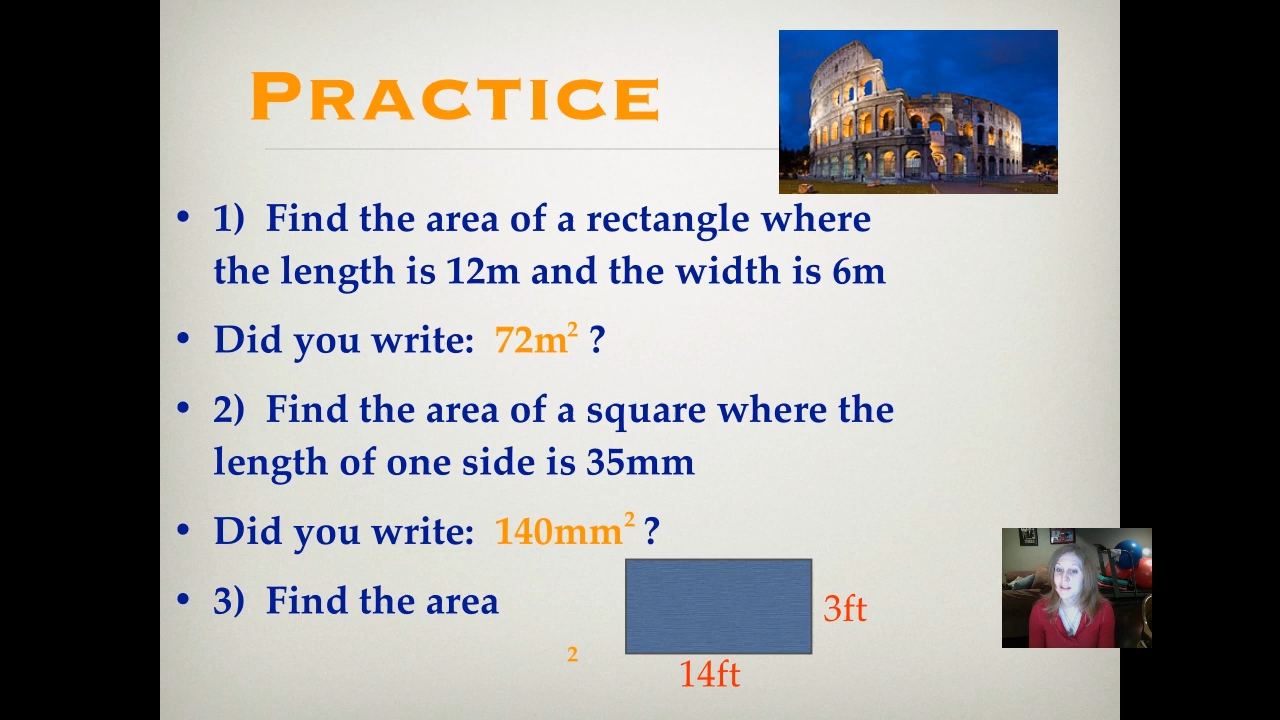 Practice
• 1) Find the area of a rectangle where
the length is 12m and the width is 6m
• Did you write: 72m² ?
• 2) Find the area of a square where the
length of one side is 35mm
• Did you write: 140mm² ?
• 3) Find the area
3ft
2
14ft